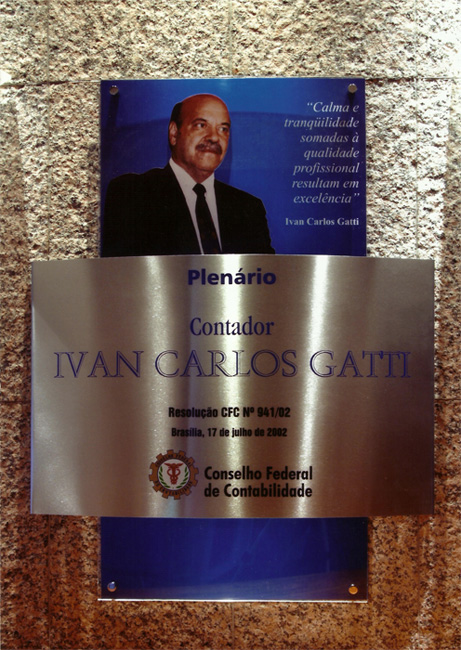 “Calma e
tranqüilidade
somadas à
qualidade
profissional
resultam em
excelência”
Ivan Carlos Gatti
Plenário
Contador
IVAN CARLOS GATTI
Resolução CFC Nº 941/02
Brasília, 17 de julho de 2002
Conselho Federal
de Contabilidade